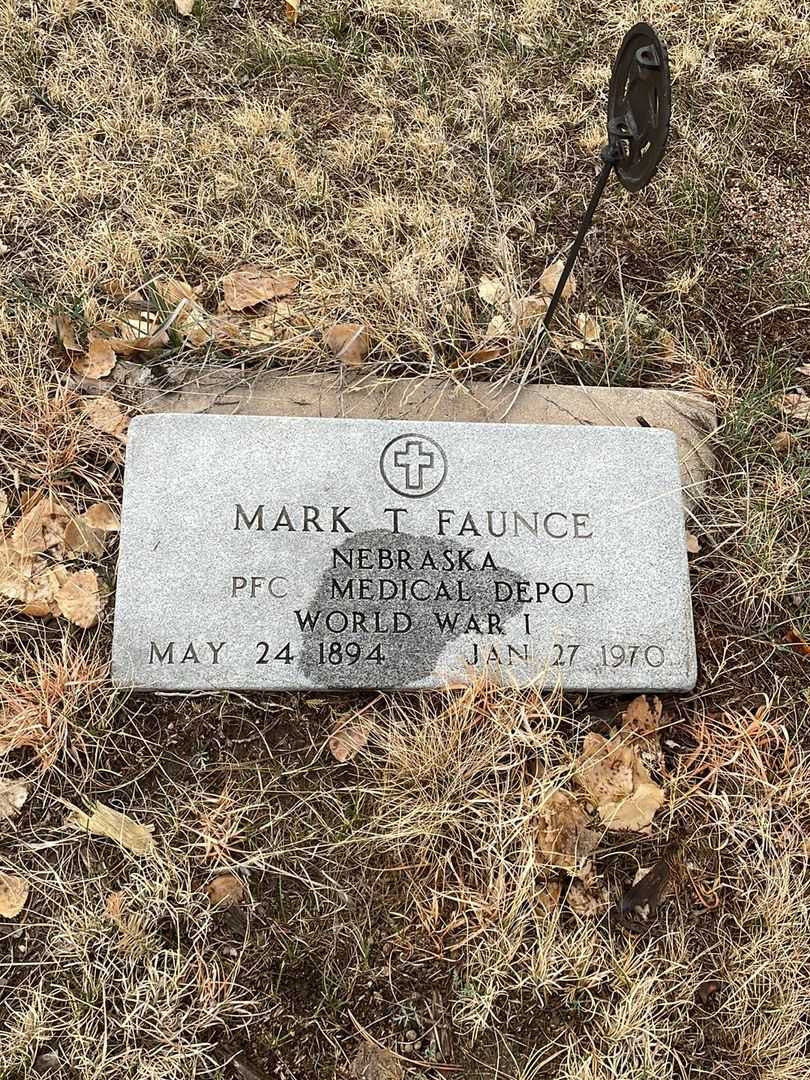 MARK T FAUNCE
NEBRASKA
PFC MEDICAL DEPOT
WORLD WAR I
MAY 24 1894 JAN 27 1970